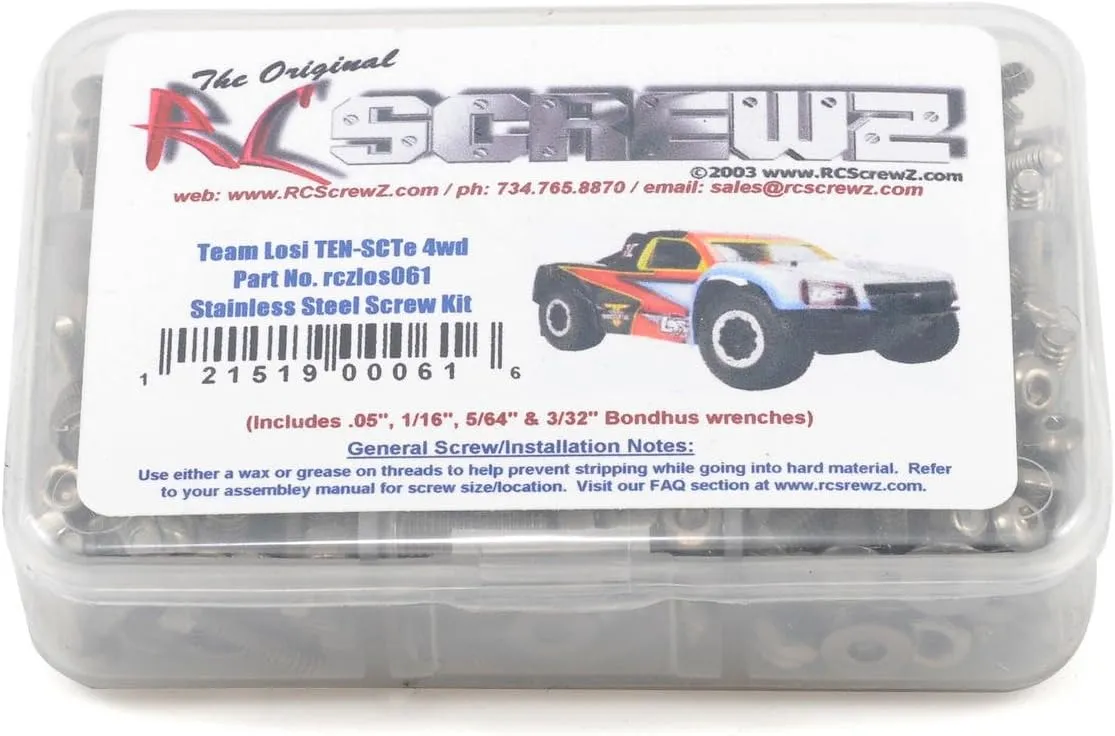 The Original
RC SCREWZ
©2003 www.RCScrewZ.com
web: www.RCScrewZ.com / ph: 734.765.8870 / email: sales@rcscrewz.com
Team Losi TEN-SCTe 4wd
Part No. rczlos061
Stainless Steel Screw Kit
1 21519 00061 6
(Includes .05", 1/16", 5/64" & 3/32" Bondhus wrenches)
General Screw/Installation Notes:
Use either a wax or grease on threads to help prevent stripping while going into hard material. Refer
to your assembley manual for screw size/location. Visit our FAQ section at www.rcsrewz.com.